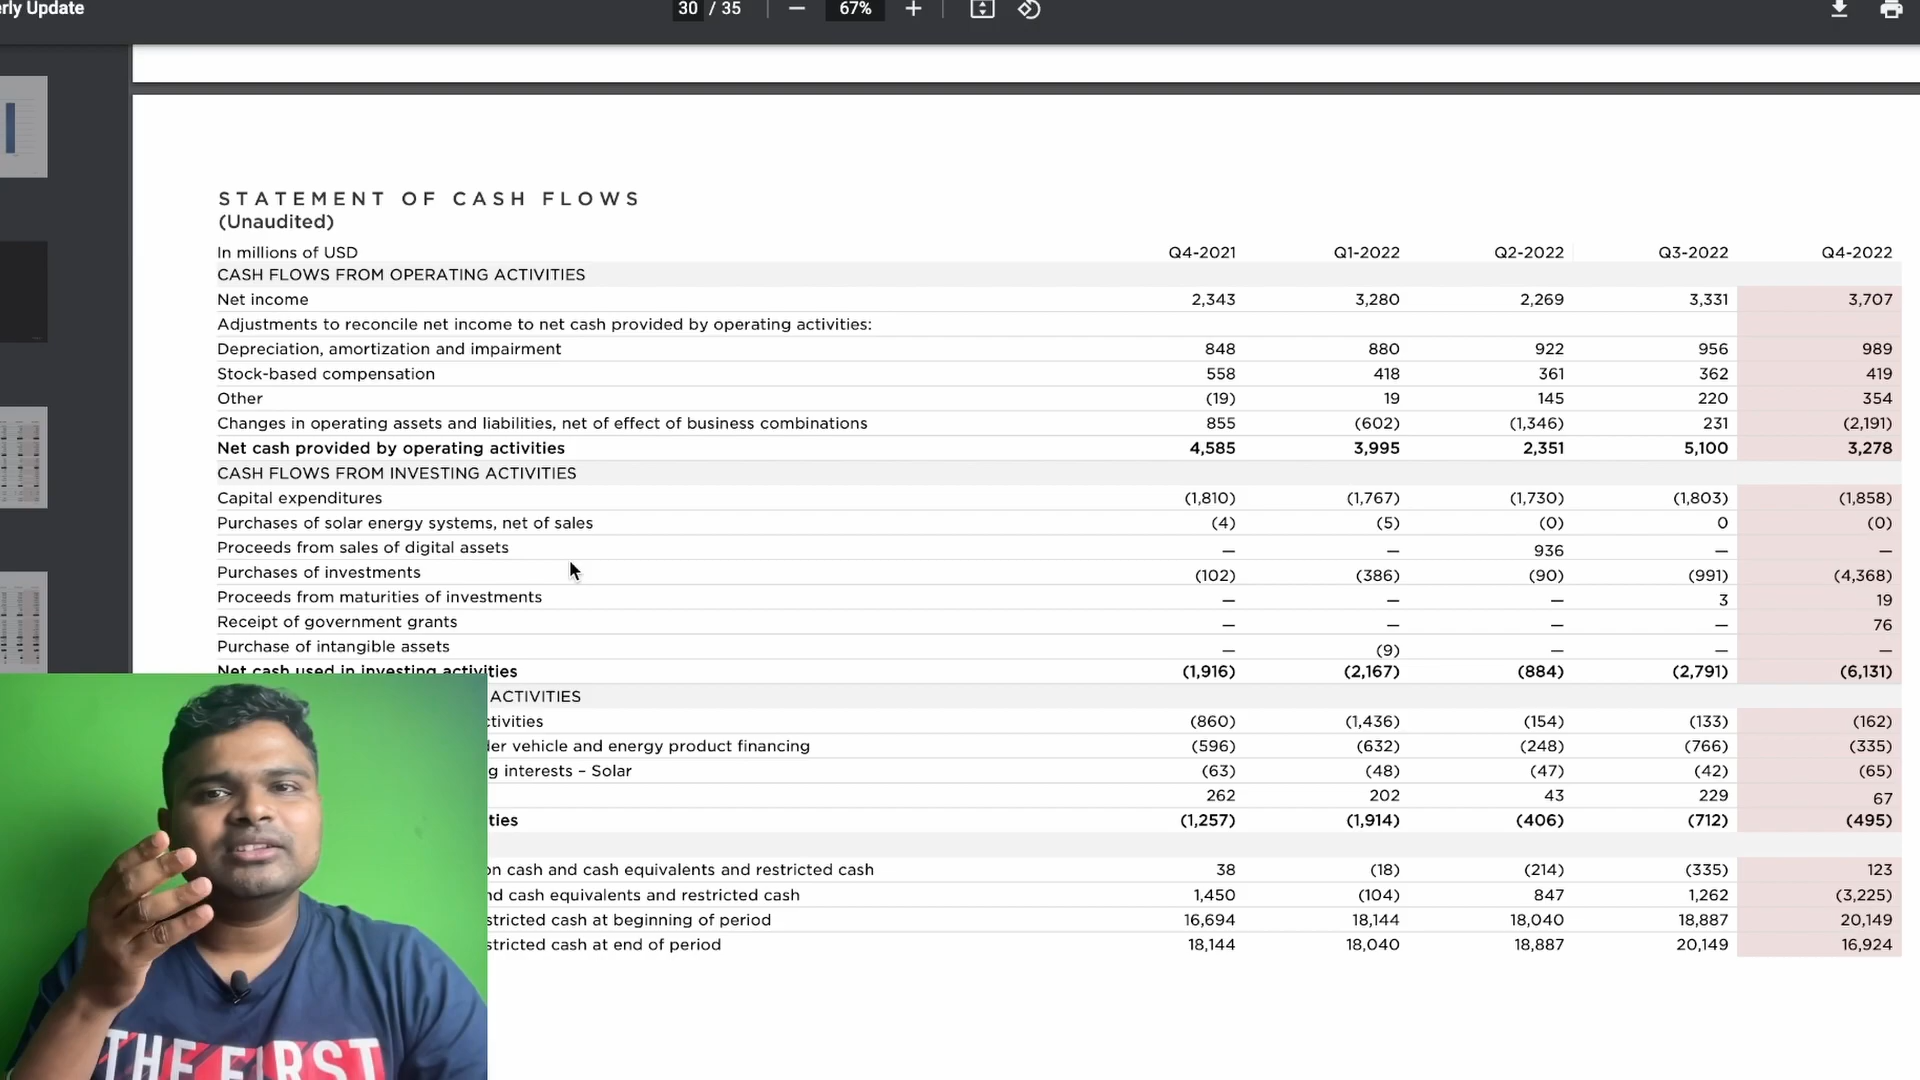 erly Update
30 / 35
67%
STATEMENT OF CASH FLOWS
(Unaudited)
In millions of USD Q4-2021 Q1-2022 Q2-2022 Q3-2022 Q4-2022
CASH FLOWS FROM OPERATING ACTIVITIES
Net income 2,343 3,280 2,269 3,331 3,707
Adjustments to reconcile net income to net cash provided by operating activities:
Depreciation, amortization and impairment 848 880 922 956 989
Stock-based compensation 558 418 361 362 419
Other (19) 19 145 220 354
Changes in operating assets and liabilities, net of effect of business combinations 855 (602) (1,346) 231 (2,191)
Net cash provided by operating activities 4,585 3,995 2,351 5,100 3,278
CASH FLOWS FROM INVESTING ACTIVITIES
Capital expenditures (1,810) (1,767) (1,730) (1,803) (1,858)
Purchases of solar energy systems, net of sales (4) (5) (0) 0 (0)
Proceeds from sales of digital assets — — 936 — —
Purchases of investments (102) (386) (90) (991) (4,368)
Proceeds from maturities of investments — — — 3 19
Receipt of government grants — — — — 76
Purchase of intangible assets — (9) — — —
Net cash used in investing activities (1,916) (2,167) (884) (2,791) (6,131)
ACTIVITIES
ctivities (860) (1,436) (154) (133) (162)
der vehicle and energy product financing (596) (632) (248) (766) (335)
g interests – Solar (63) (48) (47) (42) (65)
262 202 43 229 67
ties (1,257) (1,914) (406) (712) (495)
on cash and cash equivalents and restricted cash 38 (18) (214) (335) 123
nd cash equivalents and restricted cash 1,450 (104) 847 1,262 (3,225)
stricted cash at beginning of period 16,694 18,144 18,040 18,887 20,149
stricted cash at end of period 18,144 18,040 18,887 20,149 16,924
THE FIRST